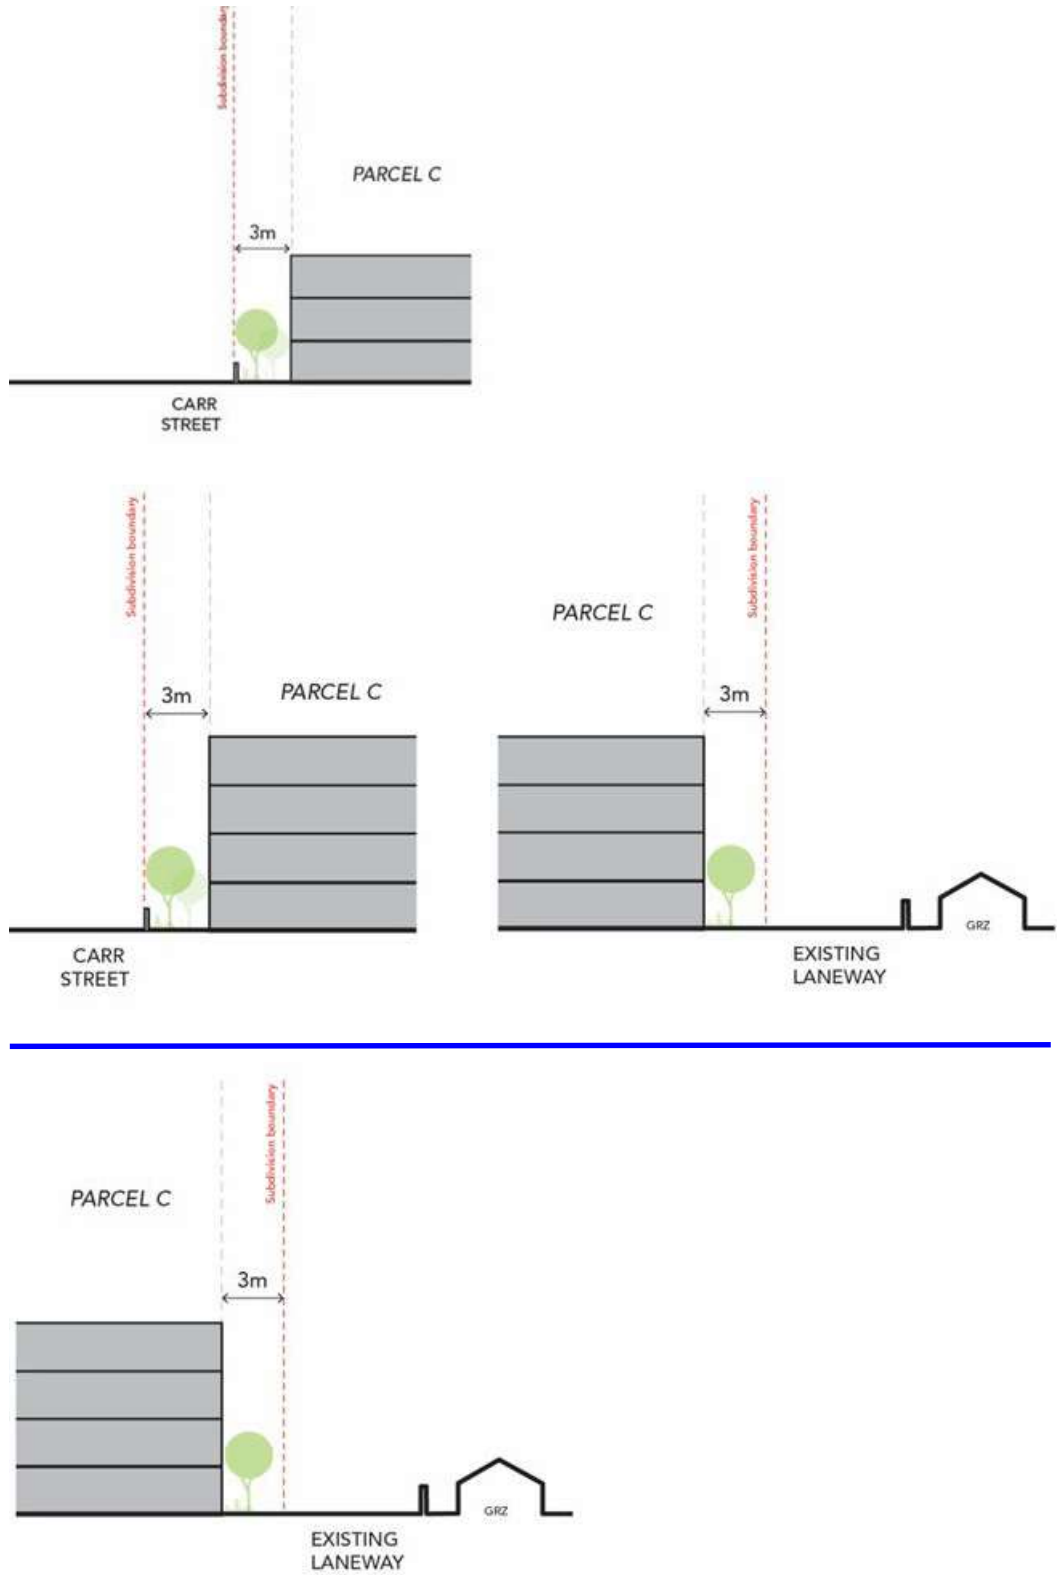 Subdivision boundary
PARCEL C
3m
CARR
STREET
Subdivision boundary
PARCEL C
3m
CARR
STREET
Subdivision boundary
PARCEL C
3m
GRZ
EXISTING
LANEWAY
Subdivision boundary
PARCEL C
3m
GRZ
EXISTING
LANEWAY